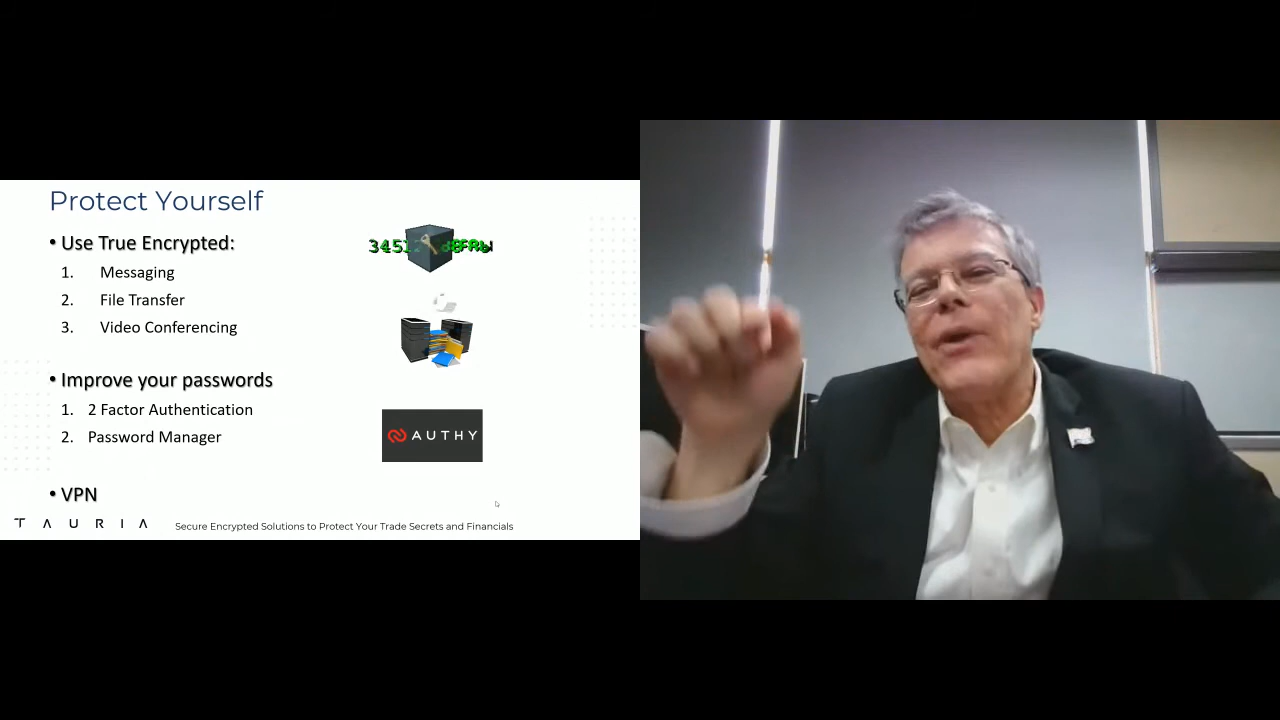 Protect Yourself
• Use True Encrypted:
1. Messaging
2. File Transfer
3. Video Conferencing
• Improve your passwords
1. 2 Factor Authentication
2. Password Manager
AUTHY
• VPN
TAURIA
Secure Encrypted Solutions to Protect Your Trade Secrets and Financials